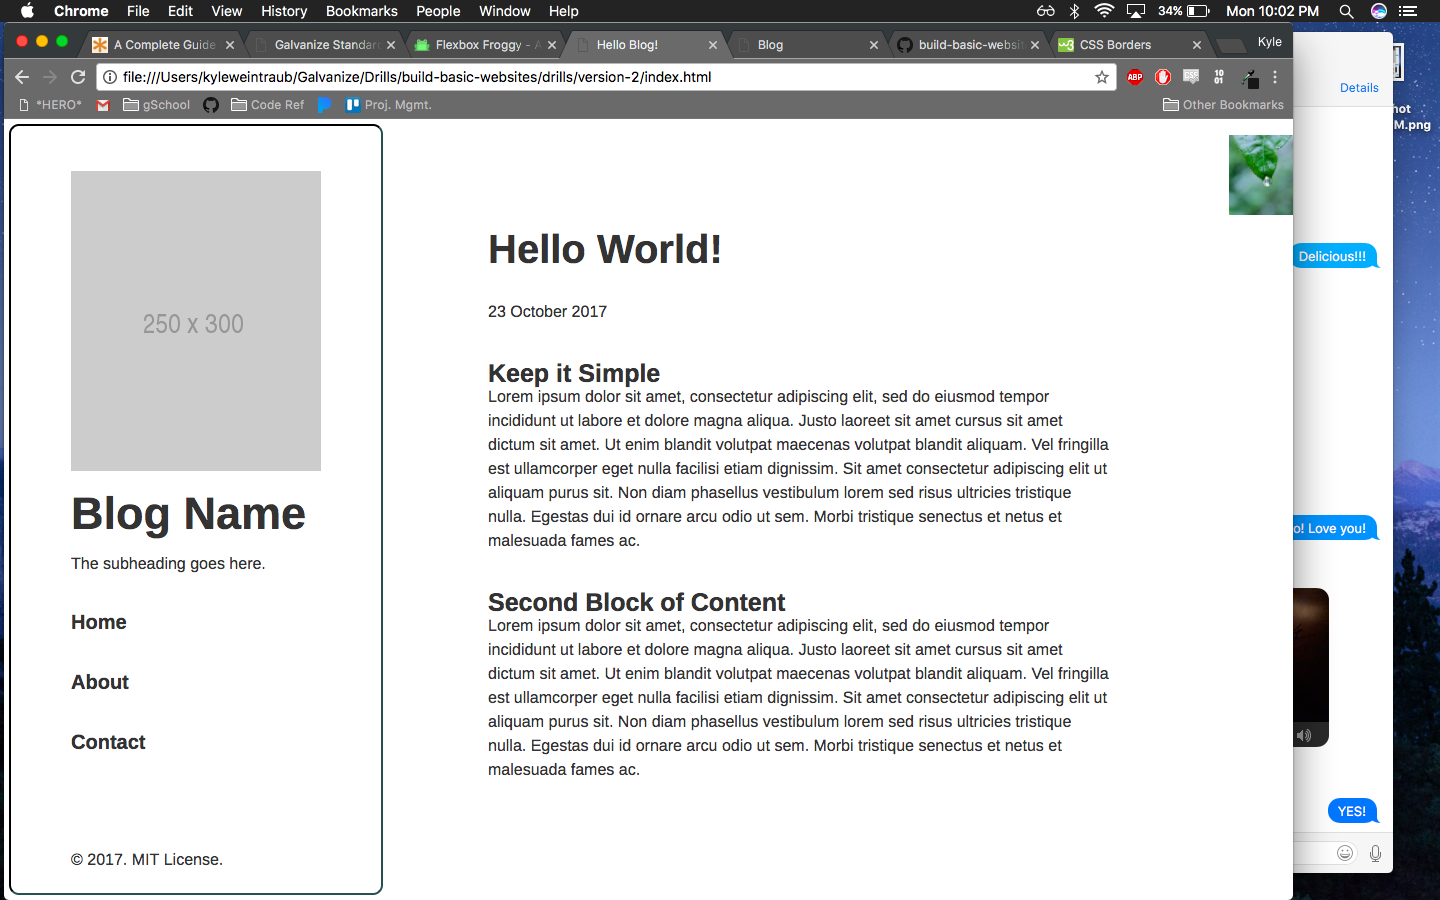 Chrome File Edit View History Bookmarks People Window Help 34% Mon 10:02 PM
A Complete Guide Galvanize Standar Flexbox Froggy - A Hello Blog! Blog build-basic-websit CSS Borders Kyle
file:///Users/kyleweintraub/Galvanize/Drills/build-basic-websites/drills/version-2/index.html ABP CSP 10
01
*HERO* gSchool Code Ref Proj. Mgmt. Other Bookmarks
Details
hot
M.png
250 x 300
Blog Name
The subheading goes here.
Home
About
Contact
© 2017. MIT License.
Hello World!
23 October 2017
Keep it Simple
Lorem ipsum dolor sit amet, consectetur adipiscing elit, sed do eiusmod tempor
incididunt ut labore et dolore magna aliqua. Justo laoreet sit amet cursus sit amet
dictum sit amet. Ut enim blandit volutpat maecenas volutpat blandit aliquam. Vel fringilla
est ullamcorper eget nulla facilisi etiam dignissim. Sit amet consectetur adipiscing elit ut
aliquam purus sit. Non diam phasellus vestibulum lorem sed risus ultricies tristique
nulla. Egestas dui id ornare arcu odio ut sem. Morbi tristique senectus et netus et
malesuada fames ac.
Second Block of Content
Lorem ipsum dolor sit amet, consectetur adipiscing elit, sed do eiusmod tempor
incididunt ut labore et dolore magna aliqua. Justo laoreet sit amet cursus sit amet
dictum sit amet. Ut enim blandit volutpat maecenas volutpat blandit aliquam. Vel fringilla
est ullamcorper eget nulla facilisi etiam dignissim. Sit amet consectetur adipiscing elit ut
aliquam purus sit. Non diam phasellus vestibulum lorem sed risus ultricies tristique
nulla. Egestas dui id ornare arcu odio ut sem. Morbi tristique senectus et netus et
malesuada fames ac.
Delicious!!!
o! Love you!
YES!